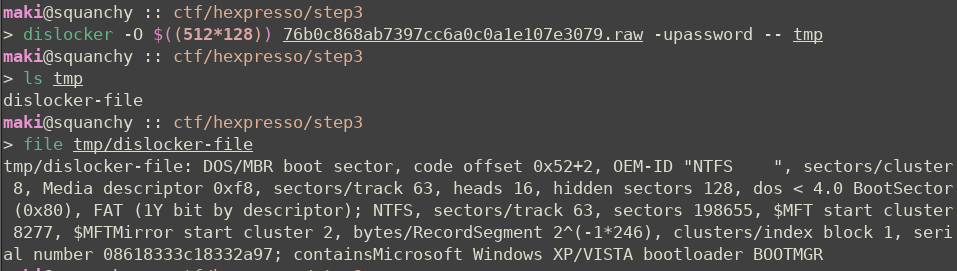 maki@squanchy :: ctf/hexpresso/step3
> dislocker -O $((512*128)) 76b0c868ab7397cc6a0c0a1e107e3079.raw -upassword -- tmp
maki@squanchy :: ctf/hexpresso/step3
> ls tmp
dislocker-file
maki@squanchy :: ctf/hexpresso/step3
> file tmp/dislocker-file
tmp/dislocker-file: DOS/MBR boot sector, code offset 0x52+2, OEM-ID "NTFS    ", sectors/cluster
 8, Media descriptor 0xf8, sectors/track 63, heads 16, hidden sectors 128, dos < 4.0 BootSector
 (0x80), FAT (1Y bit by descriptor); NTFS, sectors/track 63, sectors 198655, $MFT start cluster
 8277, $MFTMirror start cluster 2, bytes/RecordSegment 2^(-1*246), clusters/index block 1, seri
al number 08618333c18332a97; containsMicrosoft Windows XP/VISTA bootloader BOOTMGR